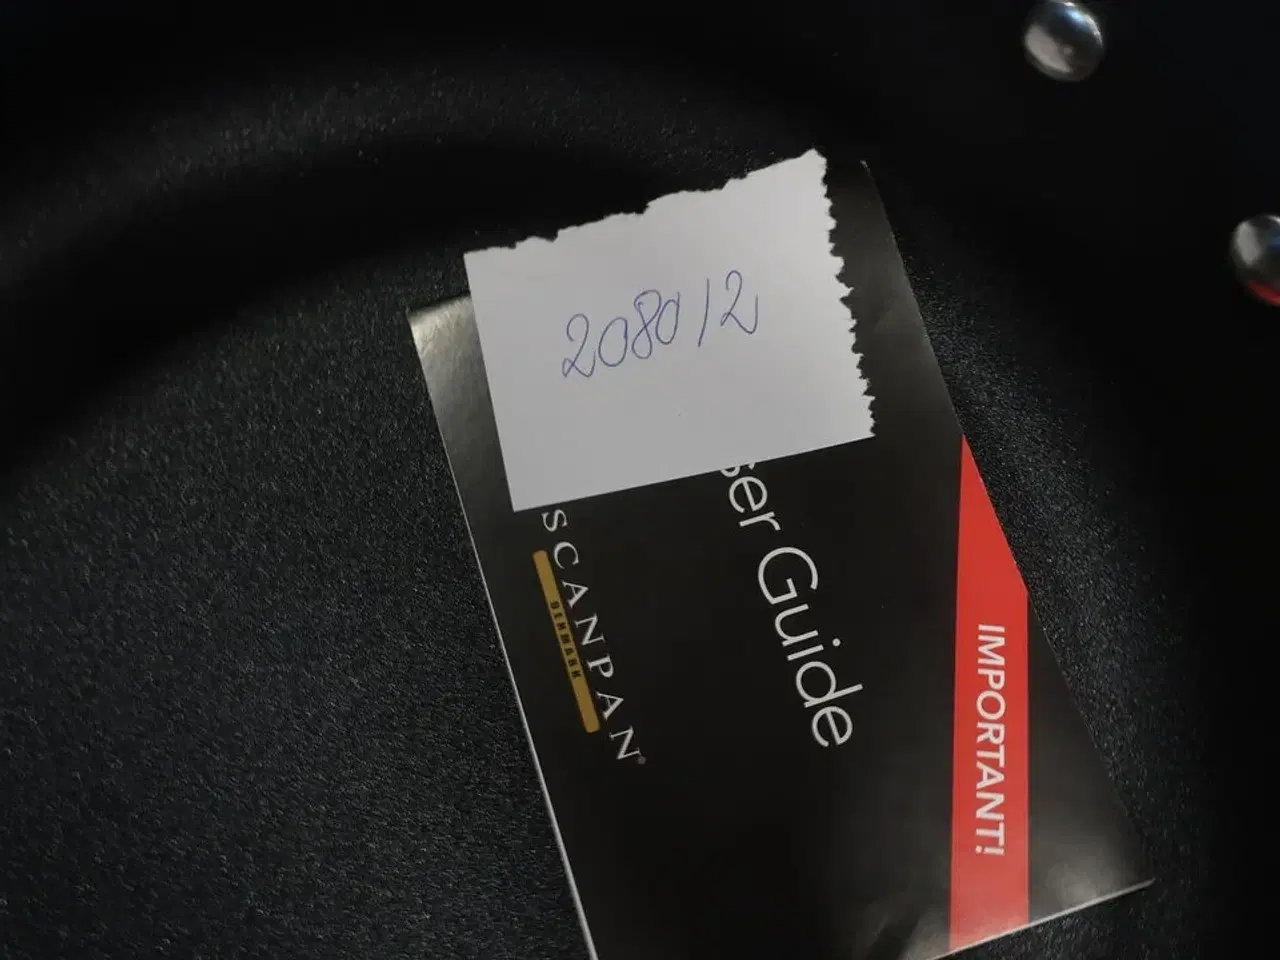 208012
ser Guide
SCANPAN®
DENMARK
IMPORTANT!